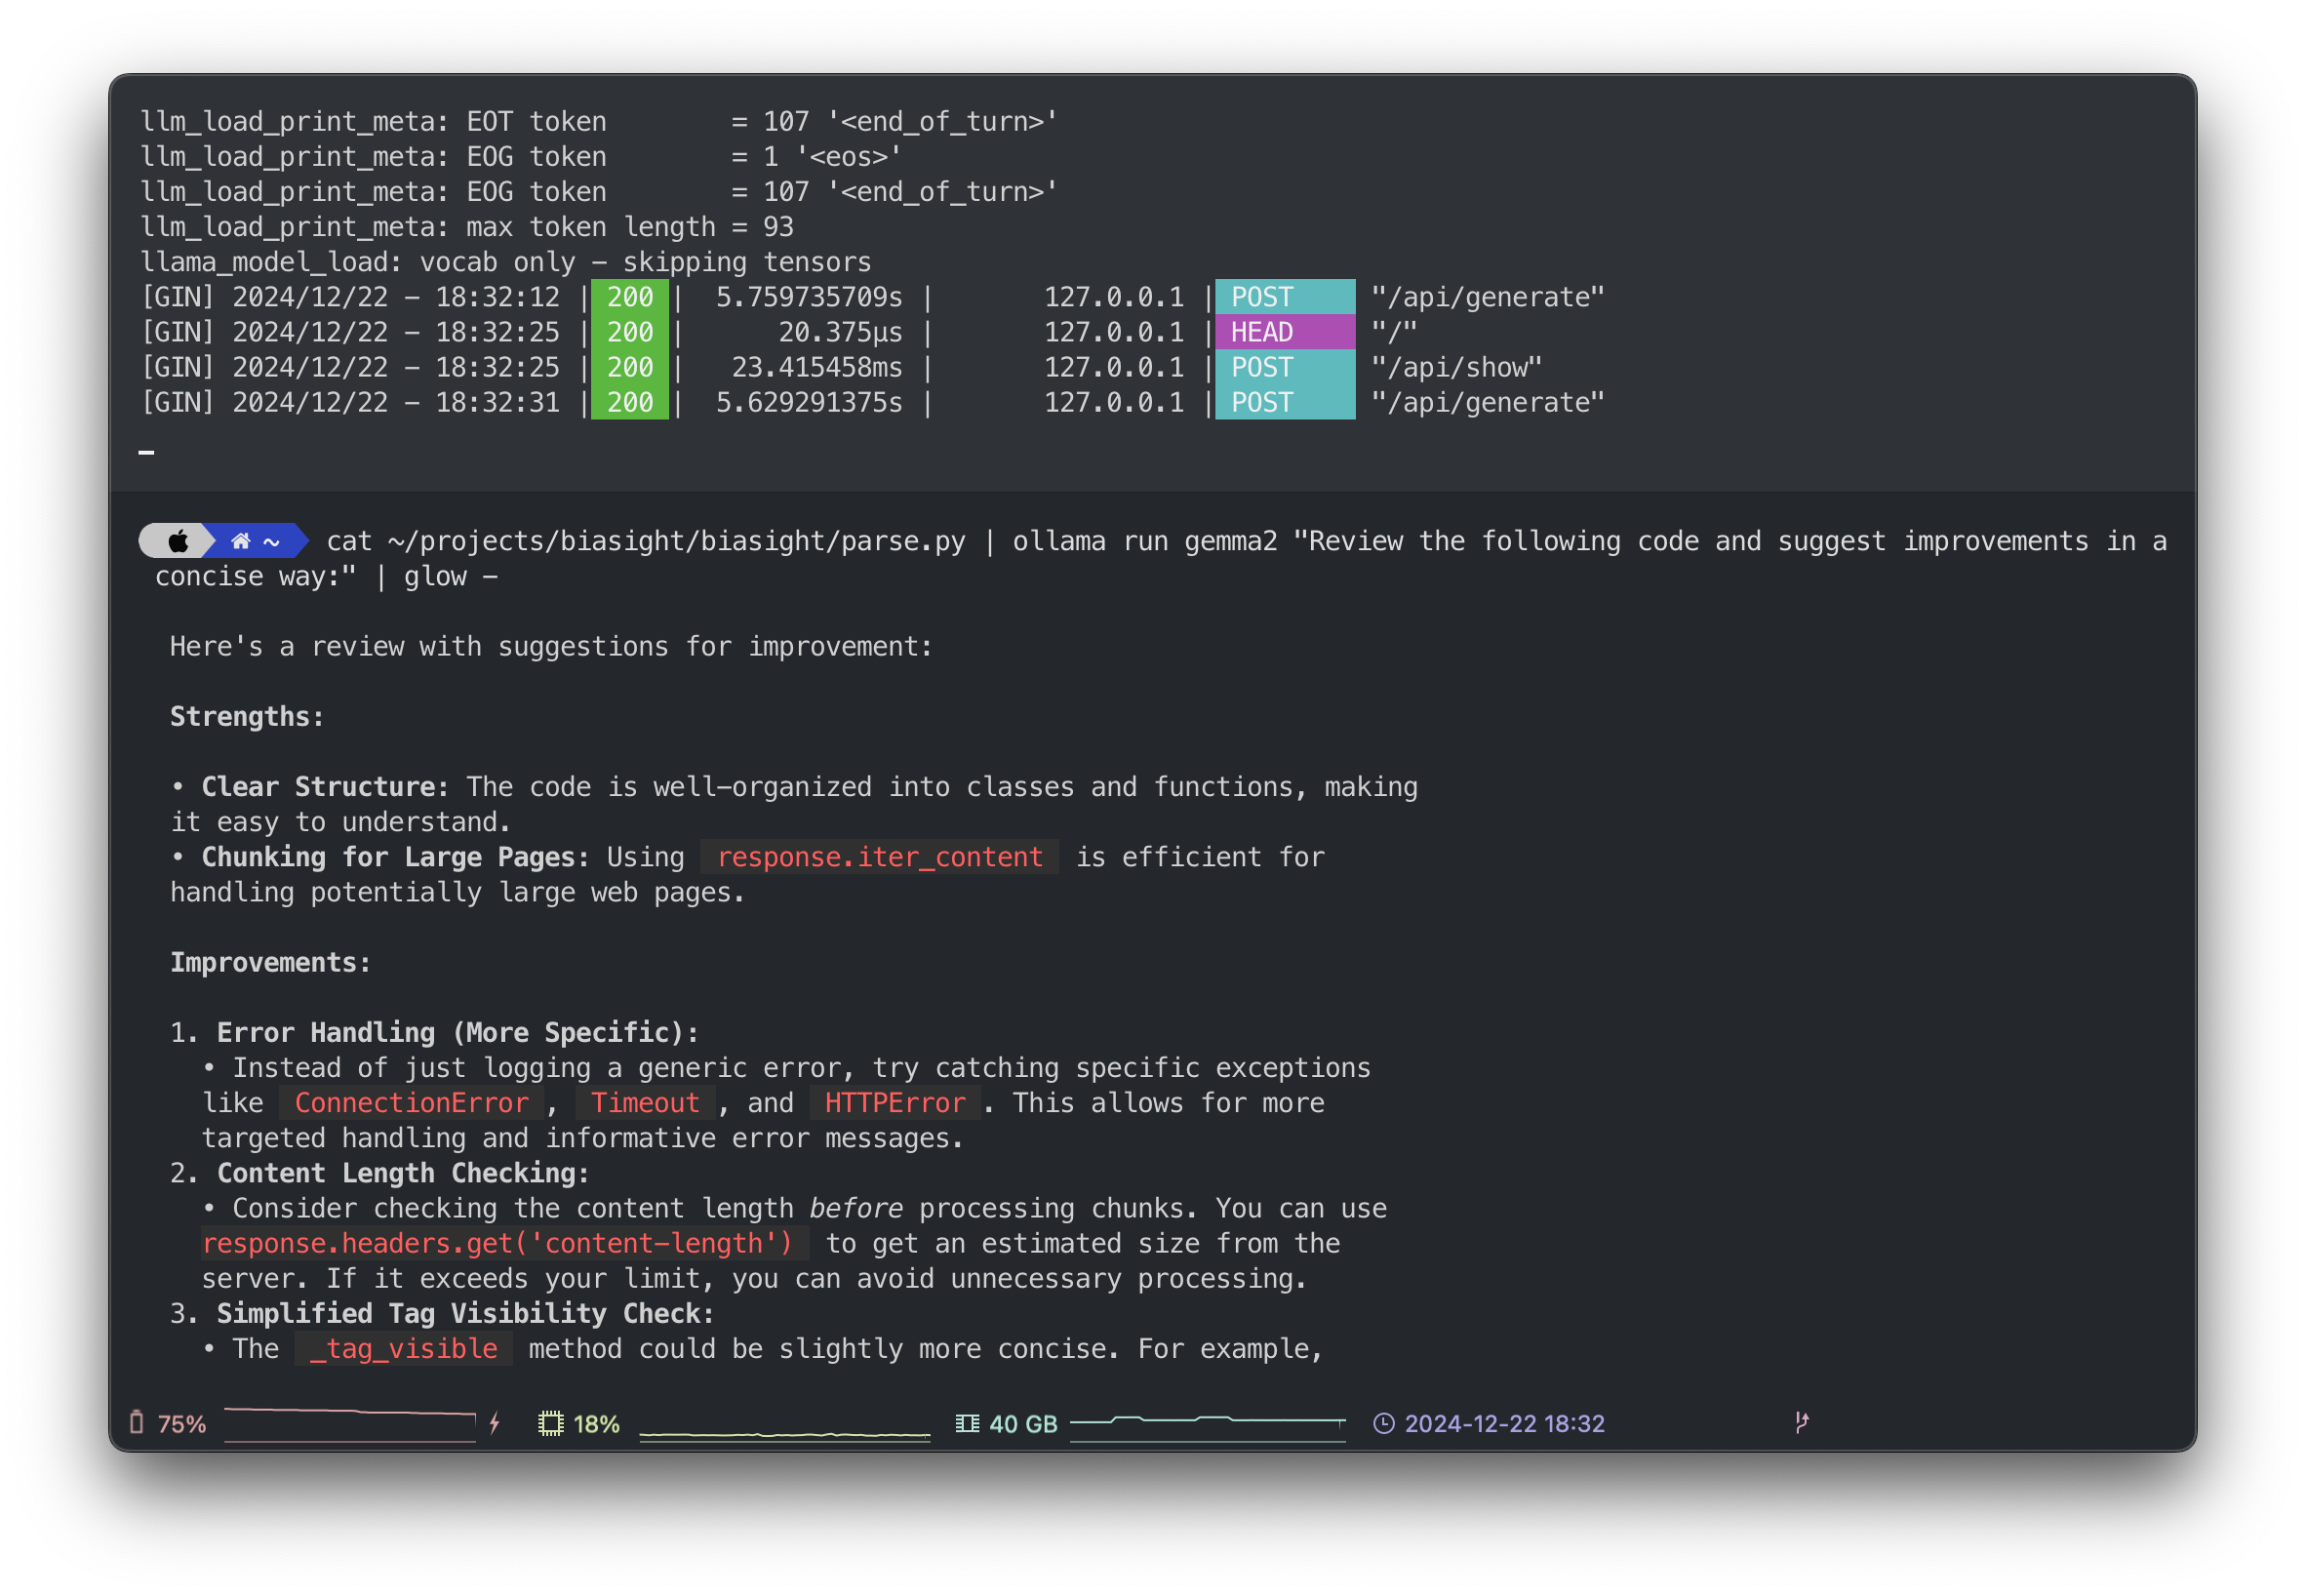 llm_load_print_meta: EOT token        = 107 '<end_of_turn>'
llm_load_print_meta: EOG token        = 1 '<eos>'
llm_load_print_meta: EOG token        = 107 '<end_of_turn>'
llm_load_print_meta: max token length = 93
llama_model_load: vocab only - skipping tensors
[GIN] 2024/12/22 - 18:32:12 | 200 |  5.759735709s |       127.0.0.1 | POST     "/api/generate"
[GIN] 2024/12/22 - 18:32:25 | 200 |      20.375µs |       127.0.0.1 | HEAD     "/"
[GIN] 2024/12/22 - 18:32:25 | 200 |   23.415458ms |       127.0.0.1 | POST     "/api/show"
[GIN] 2024/12/22 - 18:32:31 | 200 |  5.629291375s |       127.0.0.1 | POST     "/api/generate"
~ cat ~/projects/biasight/biasight/parse.py | ollama run gemma2 "Review the following code and suggest improvements in a
concise way:" | glow -
Here's a review with suggestions for improvement:
Strengths:
• Clear Structure: The code is well-organized into classes and functions, making
it easy to understand.
• Chunking for Large Pages: Using response.iter_content is efficient for
handling potentially large web pages.
Improvements:
1. Error Handling (More Specific):
• Instead of just logging a generic error, try catching specific exceptions
like ConnectionError , Timeout , and HTTPError . This allows for more
targeted handling and informative error messages.
2. Content Length Checking:
• Consider checking the content length before processing chunks. You can use
response.headers.get('content-length') to get an estimated size from the
server. If it exceeds your limit, you can avoid unnecessary processing.
3. Simplified Tag Visibility Check:
• The _tag_visible method could be slightly more concise. For example,
75% 18% 40 GB 2024-12-22 18:32